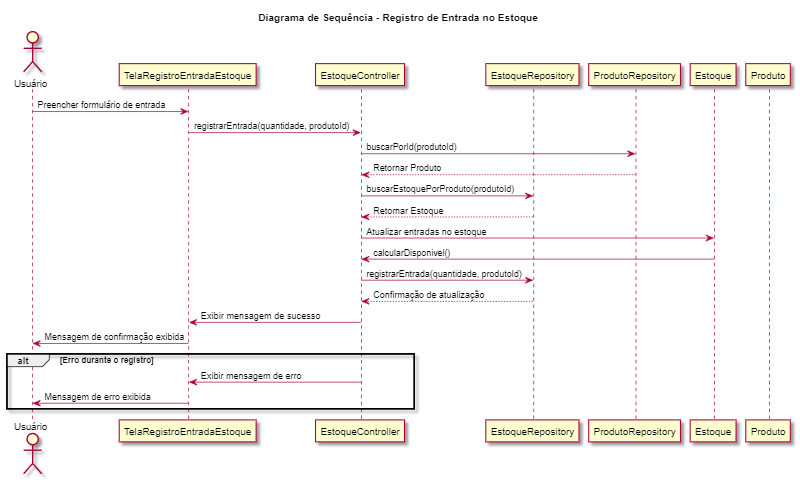 Diagrama de Sequência - Registro de Entrada no Estoque
Usuário
TelaRegistroEntradaEstoque
EstoqueController
EstoqueRepository
ProdutoRepository
Estoque
Produto
Preencher formulário de entrada
registrarEntrada(quantidade, produtoId)
buscarPorId(produtoId)
Retornar Produto
buscarEstoquePorProduto(produtoId)
Retornar Estoque
Atualizar entradas no estoque
calcularDisponivel()
registrarEntrada(quantidade, produtoId)
Confirmação de atualização
Exibir mensagem de sucesso
Mensagem de confirmação exibida
alt [Erro durante o registro]
Exibir mensagem de erro
Mensagem de erro exibida
Usuário
TelaRegistroEntradaEstoque
EstoqueController
EstoqueRepository
ProdutoRepository
Estoque
Produto